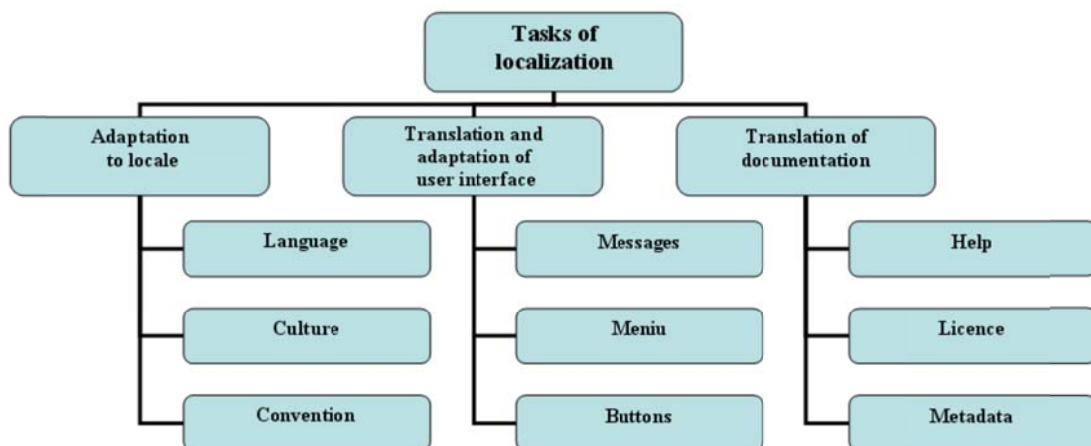 Tasks of
localization
Adaptation
to locale
Translation and
adaptation of
user interface
Translation of
documentation
Language
Messages
Help
Culture
Meniu
Licence
Convention
Buttons
Metadata